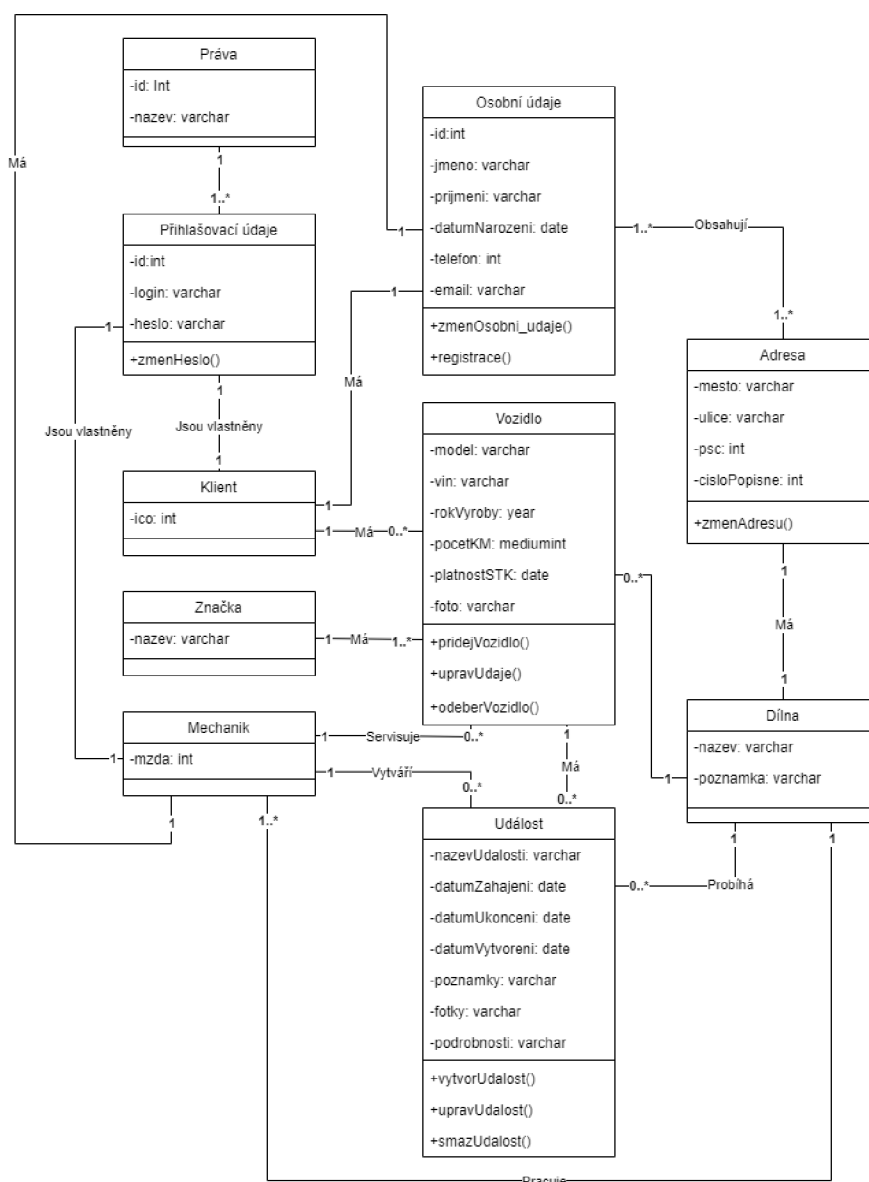 Práva
-id: Int
-nazev: varchar
1
1..*
Má
Přihlašovací údaje
-id:int
-login: varchar
-heslo: varchar
+zmenHeslo()
1
1
Jsou vlastněny
Jsou vlastněny
1
Klient
-ico: int
1
1
Má
0..*
Značka
-nazev: varchar
1
Má
1..*
Mechanik
-mzda: int
1
1
Servisuje
0..*
1
Vytváří
0..*
1
1..*
Osobní údaje
-id:int
-jmeno: varchar
-prijmeni: varchar
-datumNarozeni: date
-telefon: int
-email: varchar
+zmenOsobni_udaje()
+registrace()
1
1
Má
1..*
Obsahují
1..*
Vozidlo
-model: varchar
-vin: varchar
-rokVyroby: year
-pocetKM: mediumint
-platnostSTK: date
-foto: varchar
+pridejVozidlo()
+upravUdaje()
+odeberVozidlo()
0..*
1
1
Má
0..*
Adresa
-mesto: varchar
-ulice: varchar
-psc: int
-cisloPopisne: int
+zmenAdresu()
1
Má
1
Dílna
-nazev: varchar
-poznamka: varchar
1
1
Událost
-nazevUdalosti: varchar
-datumZahajeni: date
-datumUkonceni: date
-datumVytvoreni: date
-poznamky: varchar
-fotky: varchar
-podrobnosti: varchar
+vytvorUdalost()
+upravUdalost()
+smazUdalost()
0..*
Probíhá
Pracuje